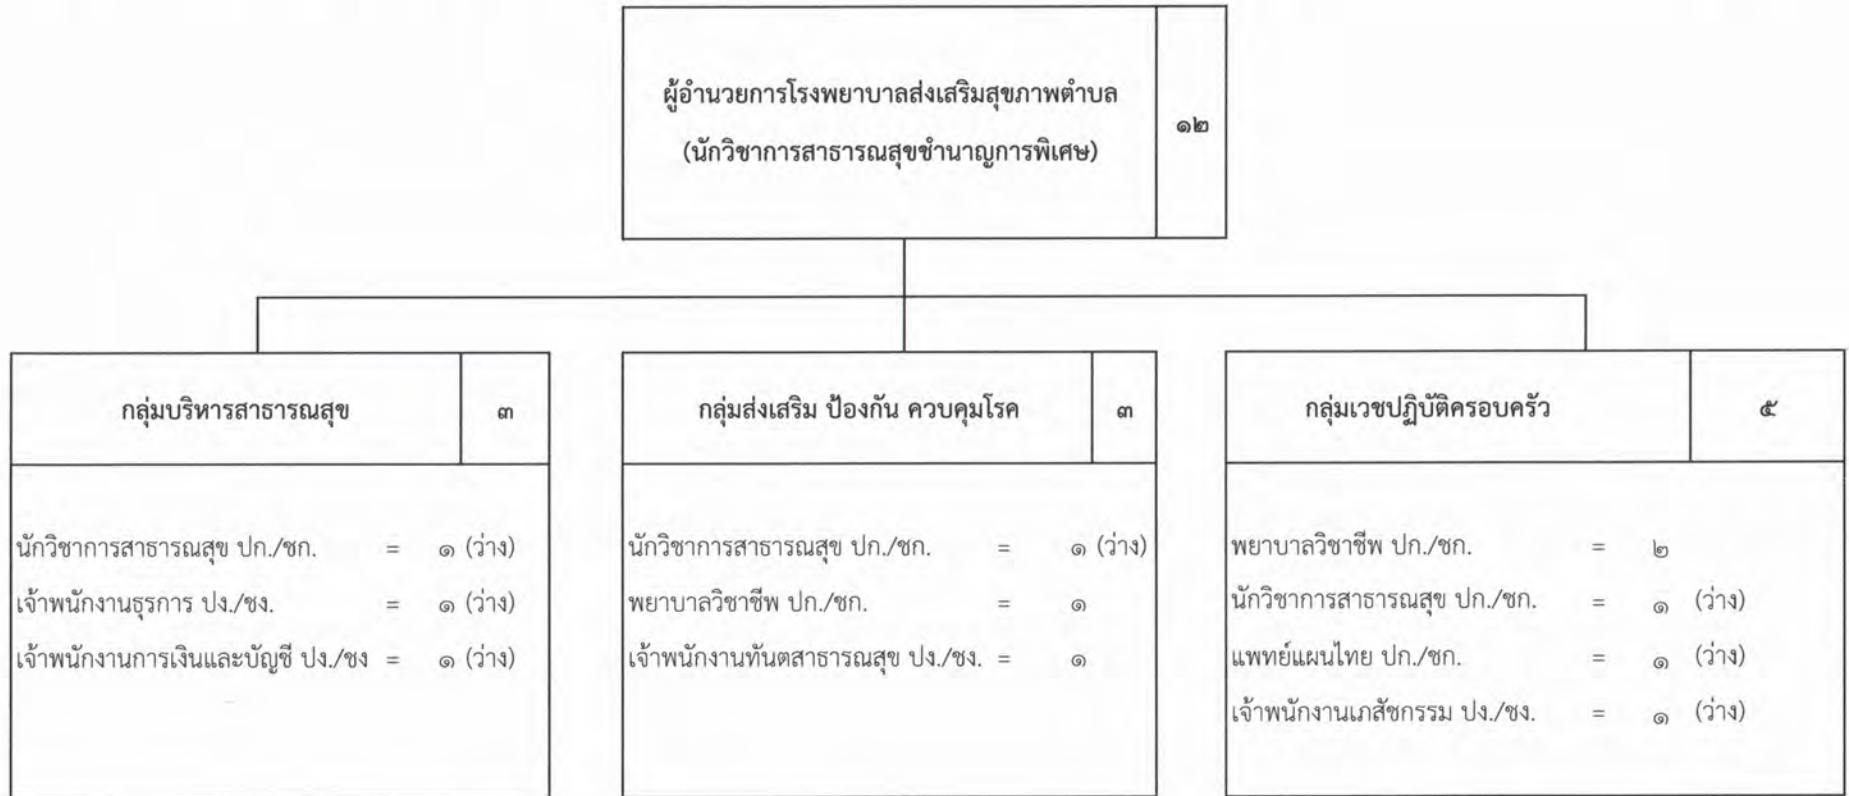 ผู้อำนวยการโรงพยาบาลส่งเสริมสุขภาพตำบล
(นักวิชาการสาธารณสุขชำนาญการพิเศษ)
๑๒
กลุ่มบริหารสาธารณสุข ๓
นักวิชาการสาธารณสุข ปก./ชก. = ๑ (ว่าง)
เจ้าพนักงานธุรการ ปง./ชง. = ๑ (ว่าง)
เจ้าพนักงานการเงินและบัญชี ปง./ชง = ๑ (ว่าง)
กลุ่มส่งเสริม ป้องกัน ควบคุมโรค ๓
นักวิชาการสาธารณสุข ปก./ชก. = ๑ (ว่าง)
พยาบาลวิชาชีพ ปก./ชก. = ๑
เจ้าพนักงานทันตสาธารณสุข ปง./ชง. = ๑
กลุ่มเวชปฏิบัติครอบครัว ๕
พยาบาลวิชาชีพ ปก./ชก. = ๒
นักวิชาการสาธารณสุข ปก./ชก. = ๑ (ว่าง)
แพทย์แผนไทย ปก./ชก. = ๑ (ว่าง)
เจ้าพนักงานเภสัชกรรม ปง./ชง. = ๑ (ว่าง)